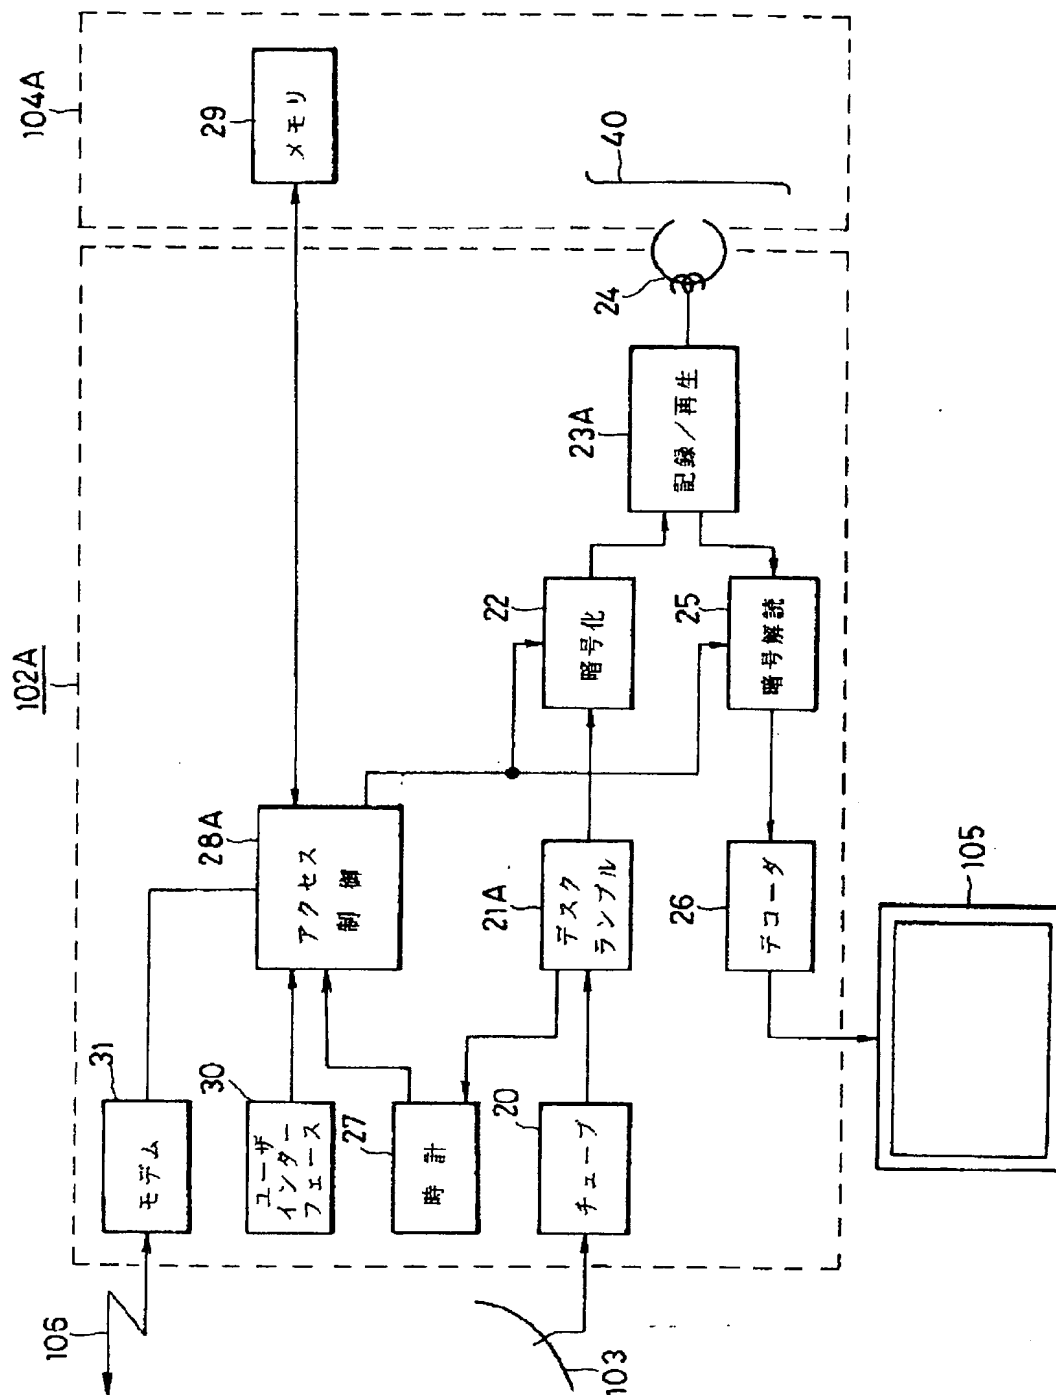 102A
104A
106
31
モデム
30
ユーザ
インター
フェース
28A
アクセス
制御
29
メモリ
27
時計
20
チューブ
21A
デスク
ランブル
22
暗号化
23A
記録/再生
24
40
103
26
デコーダ
25
暗号解読
105